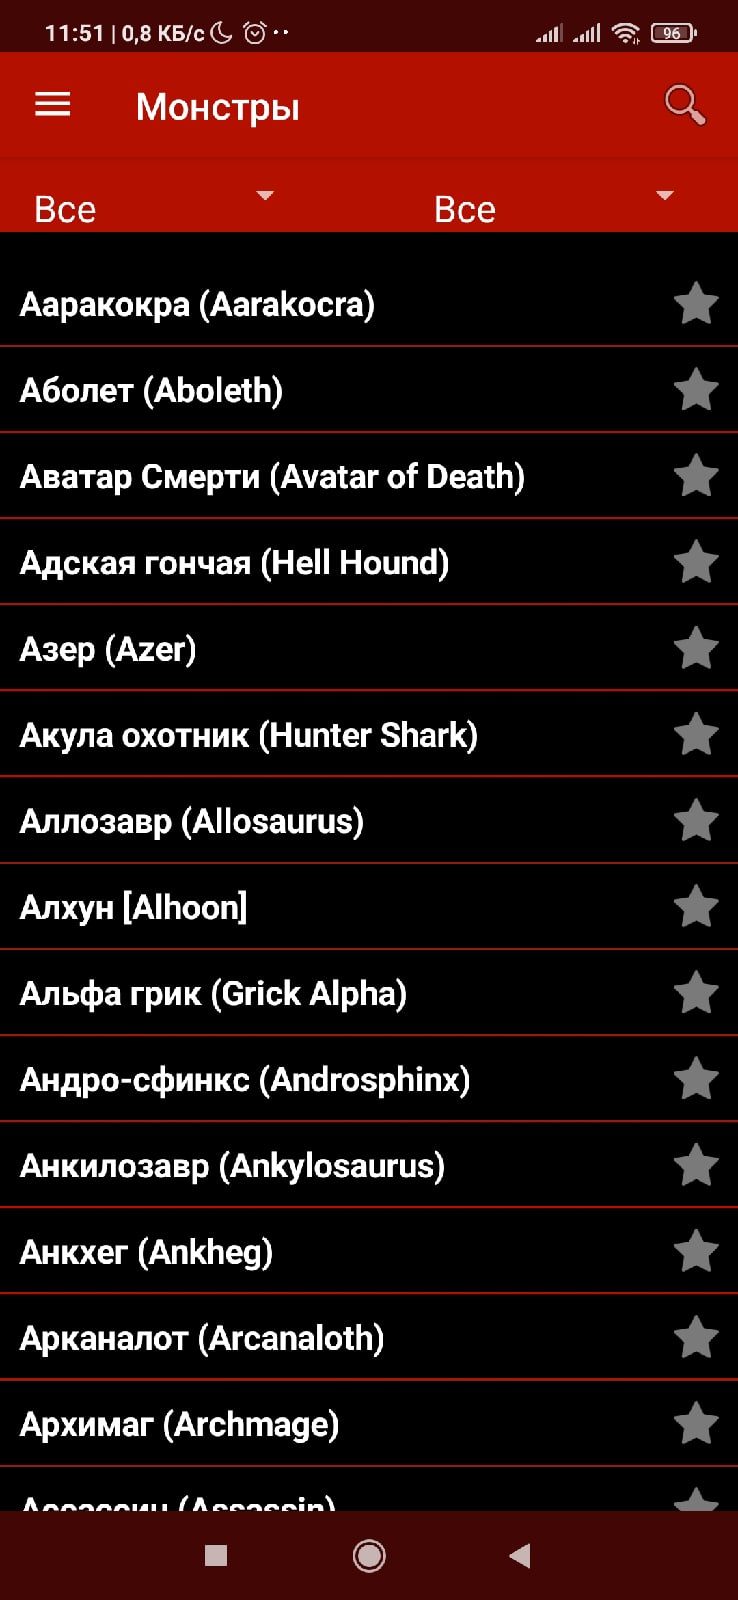 11:51 | 0,8 КБ/с 96
Монстры
Все Все
Ааракокра (Aarakocra)
Аболет (Aboleth)
Аватар Смерти (Avatar of Death)
Адская гончая (Hell Hound)
Азер (Azer)
Акула охотник (Hunter Shark)
Аллозавр (Allosaurus)
Алхун [Alhoon]
Альфа грик (Grick Alpha)
Андро-сфинкс (Androsphinx)
Анкилозавр (Ankylosaurus)
Анкхег (Ankheg)
Арканалот (Arcanaloth)
Архимаг (Archmage)
Ассассин (Assassin)